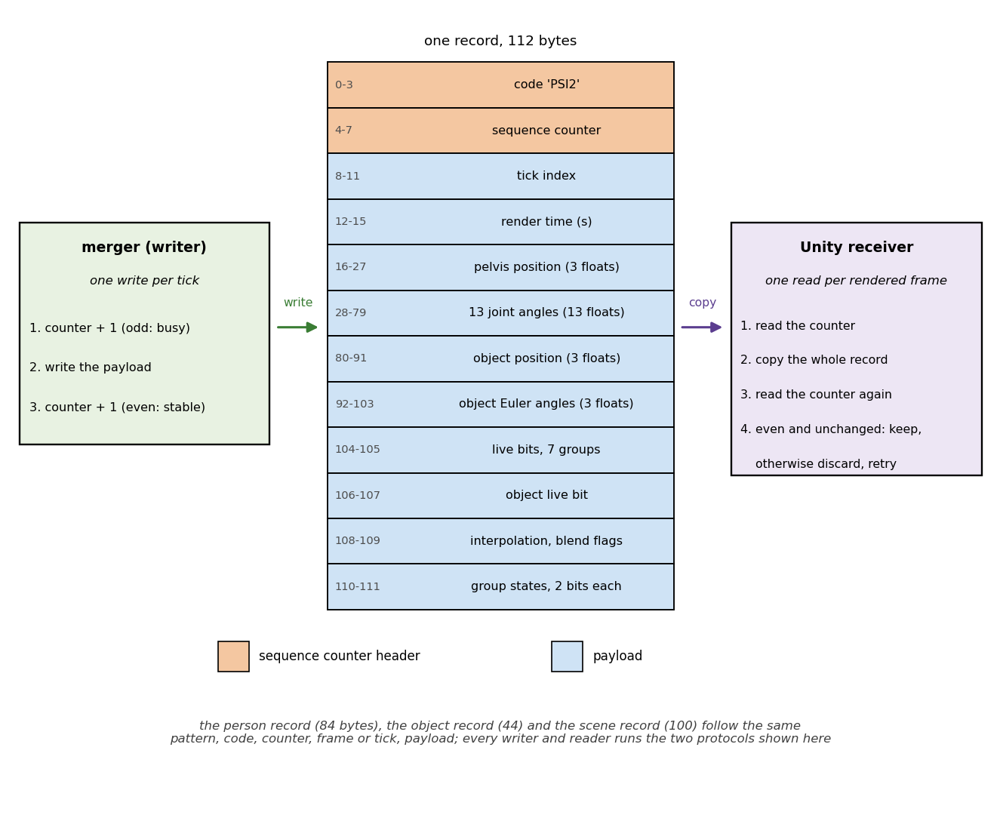 one record, 112 bytes
0-3 code 'PSI2'
4-7 sequence counter
8-11 tick index
12-15 render time (s)
16-27 pelvis position (3 floats)
28-79 13 joint angles (13 floats)
80-91 object position (3 floats)
92-103 object Euler angles (3 floats)
104-105 live bits, 7 groups
106-107 object live bit
108-109 interpolation, blend flags
110-111 group states, 2 bits each
merger (writer)
one write per tick
1. counter + 1 (odd: busy)
2. write the payload
3. counter + 1 (even: stable)
write
copy
Unity receiver
one read per rendered frame
1. read the counter
2. copy the whole record
3. read the counter again
4. even and unchanged: keep,
otherwise discard, retry
sequence counter header
payload
the person record (84 bytes), the object record (44) and the scene record (100) follow the same
pattern, code, counter, frame or tick, payload; every writer and reader runs the two protocols shown here